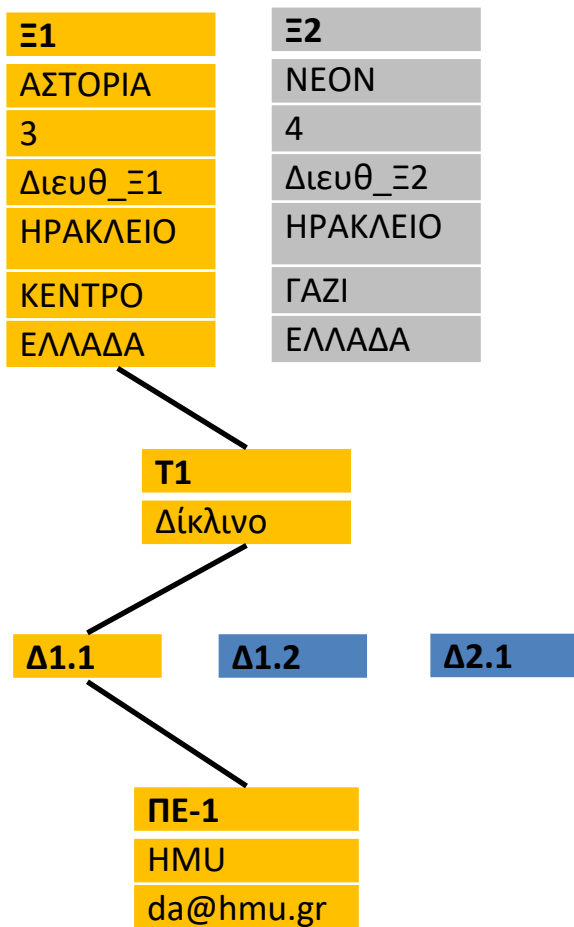 Ξ1
ΑΣΤΟΡΙΑ
3
Διευθ_Ξ1
ΗΡΑΚΛΕΙΟ
ΚΕΝΤΡΟ
ΕΛΛΑΔΑ
Ξ2
ΝΕΟΝ
4
Διευθ_Ξ2
ΗΡΑΚΛΕΙΟ
ΓΑΖΙ
ΕΛΛΑΔΑ
Τ1
Δίκλινο
Δ1.1
Δ1.2
Δ2.1
ΠΕ-1
HMU
da@hmu.gr